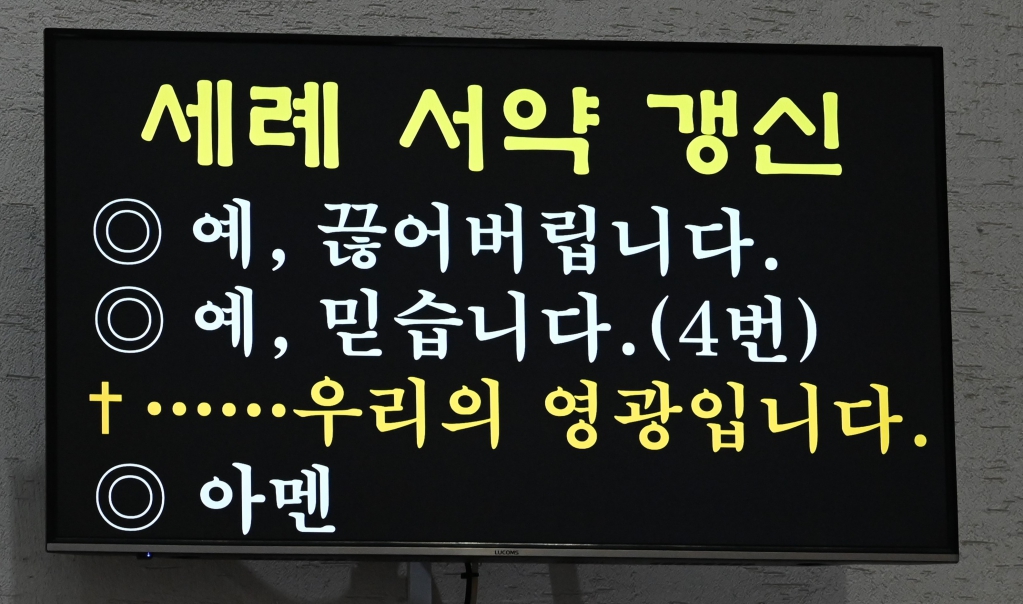 세례 서약 갱신
◎ 예, 끊어버립니다.
◎ 예, 믿습니다.(4번)
† ······우리의 영광입니다.
◎ 아멘
LUCOMS